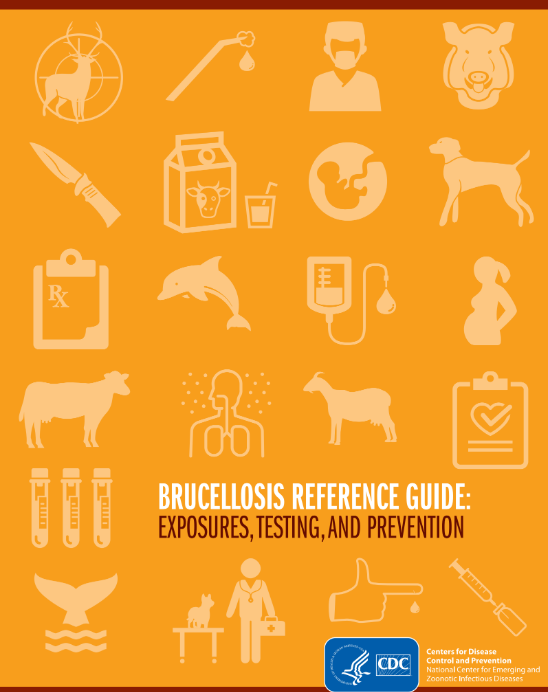 Rx
BRUCELLOSIS REFERENCE GUIDE:
EXPOSURES, TESTING, AND PREVENTION
CDC
Centers for Disease
Control and Prevention
National Center for Emerging and
Zoonotic Infectious Diseases